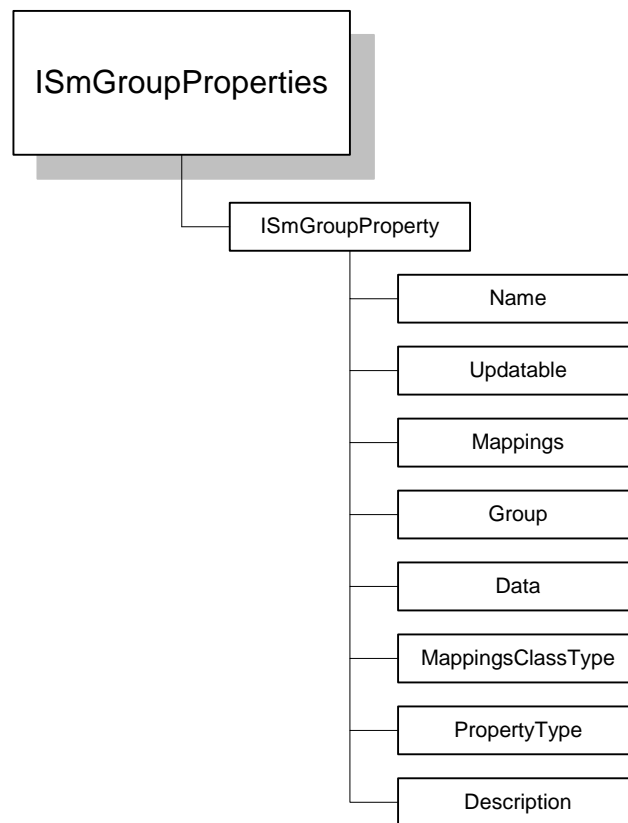 ISmGroupProperties
ISmGroupProperty
Name
Updatable
Mappings
Group
Data
MappingsClassType
PropertyType
Description